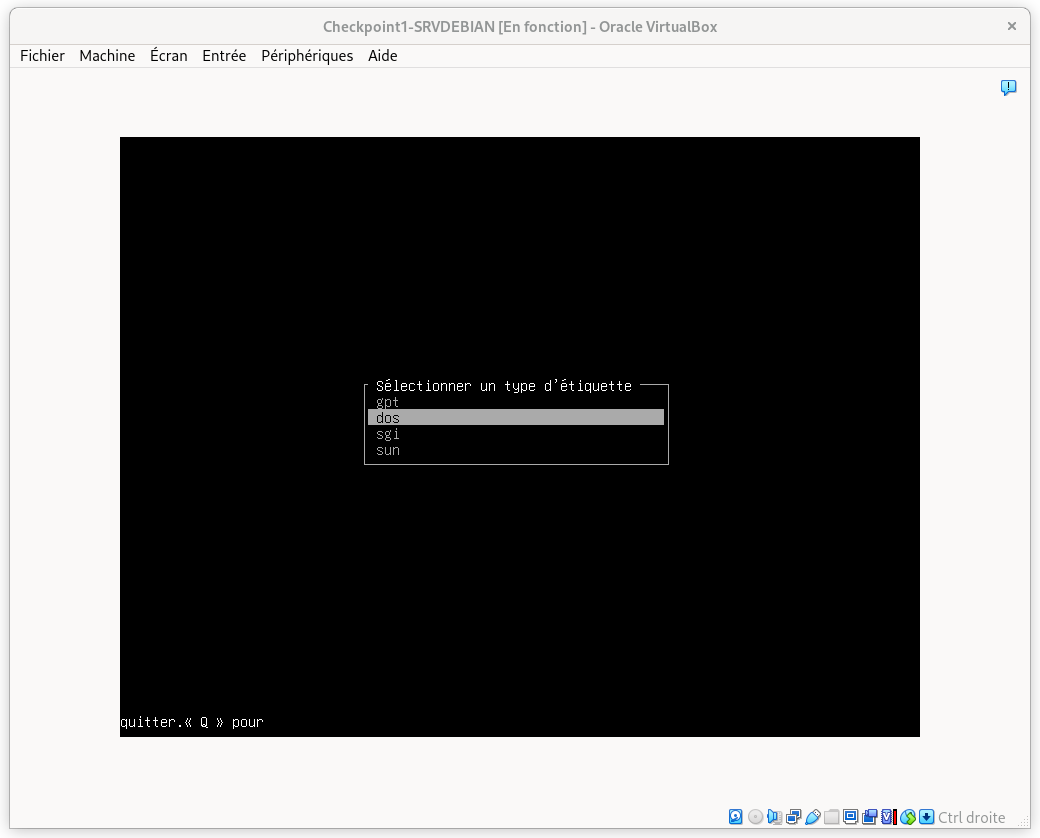 Checkpoint1-SRVDEBIAN [En fonction] - Oracle VirtualBox
Fichier Machine Écran Entrée Périphériques Aide
Sélectionner un type d'étiquette
gpt
dos
sgi
sun
quitter.« Q » pour
Ctrl droite